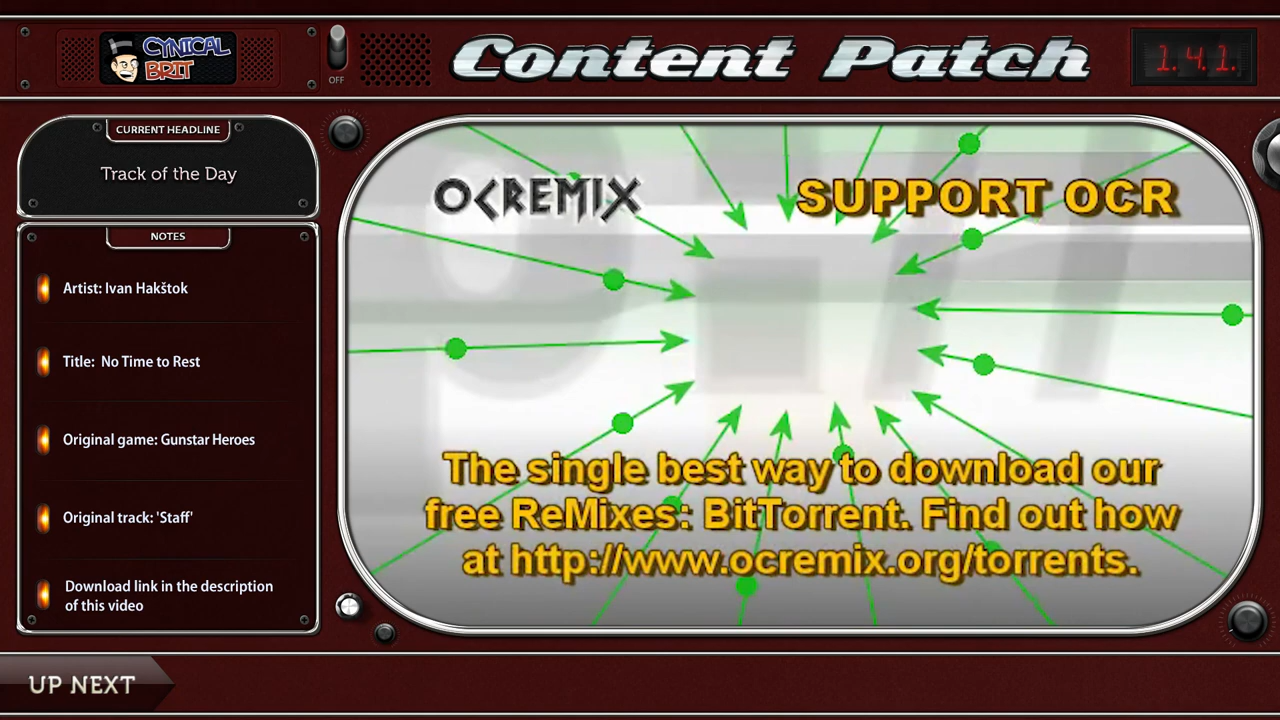 CYNICAL
BRIT
OFF
Content Patch
1.4.1.
CURRENT HEADLINE
Track of the Day
NOTES
Artist: Ivan Hakštok
Title: No Time to Rest
Original game: Gunstar Heroes
Original track: 'Staff'
Download link in the description
of this video
OCREMIX
SUPPORT OCR
The single best way to download our
free ReMixes: BitTorrent. Find out how
at http://www.ocremix.org/torrents.
UP NEXT